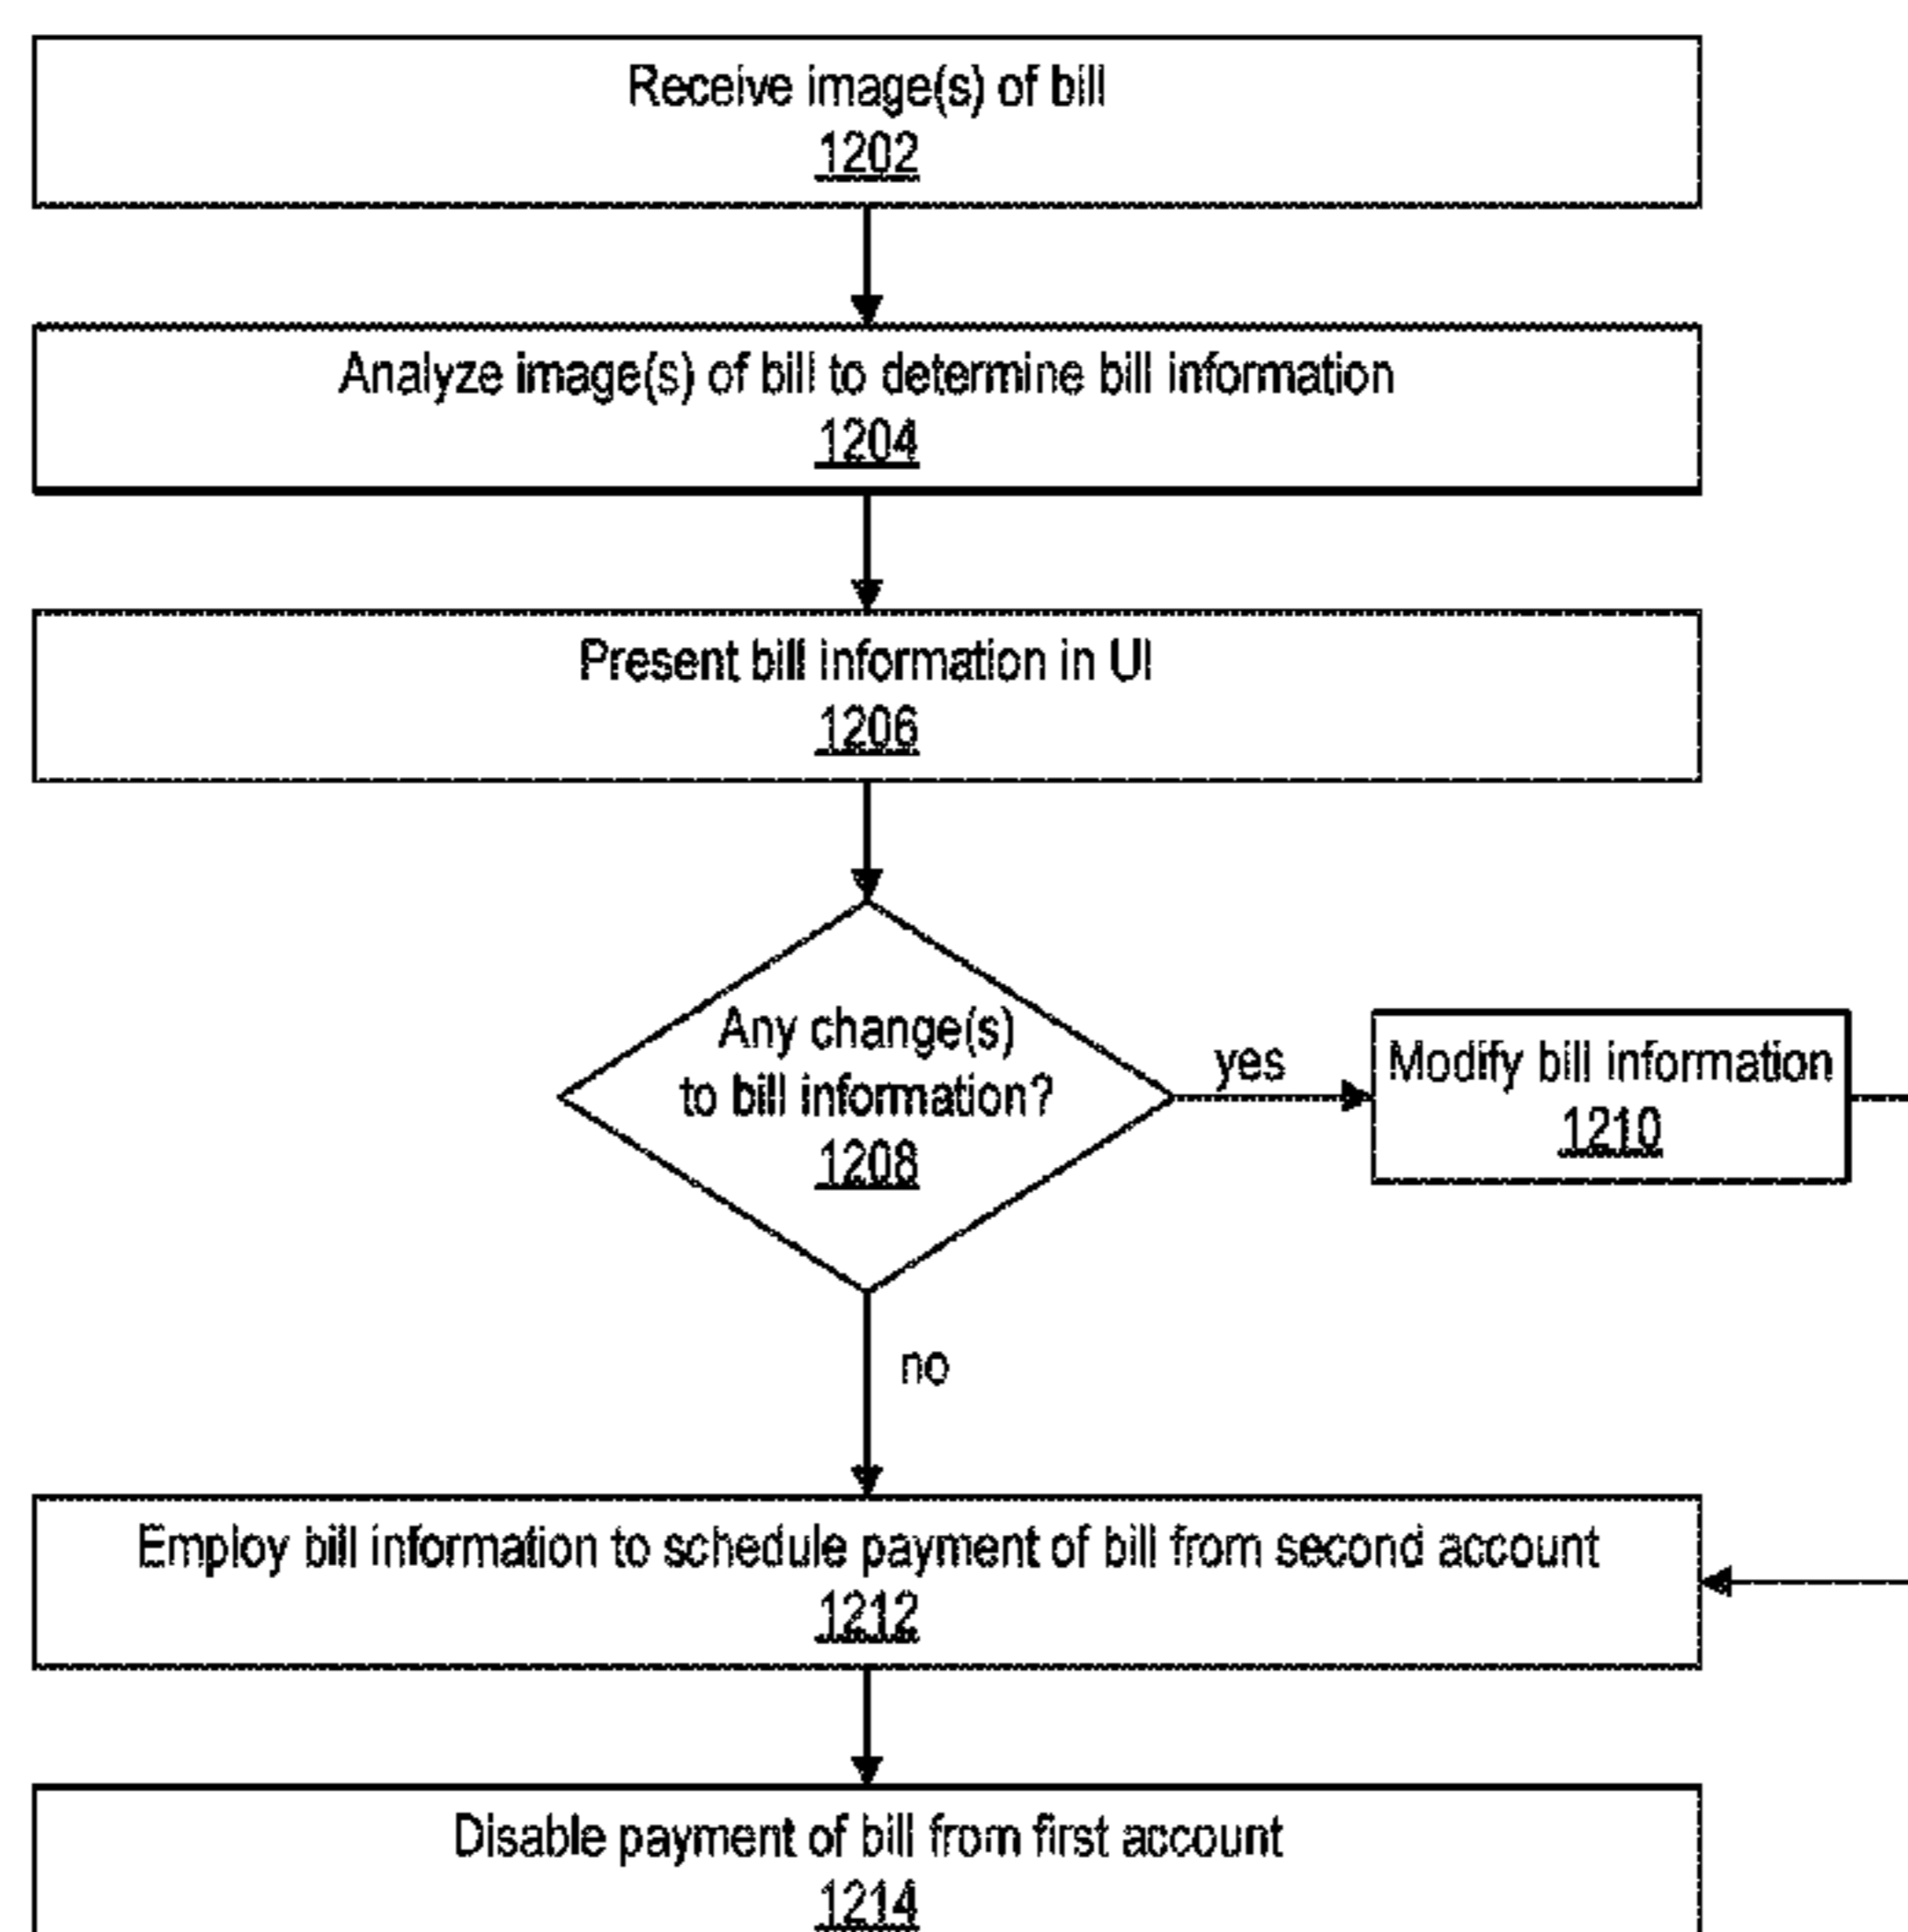 Receive image(s) of bill
1202
Analyze image(s) of bill to determine bill information
1204
Present bill information in UI
1206
Any change(s)
to bill information?
1208
yes
Modify bill information
1210
no
Employ bill information to schedule payment of bill from second account
1212
Disable payment of bill from first account
1214